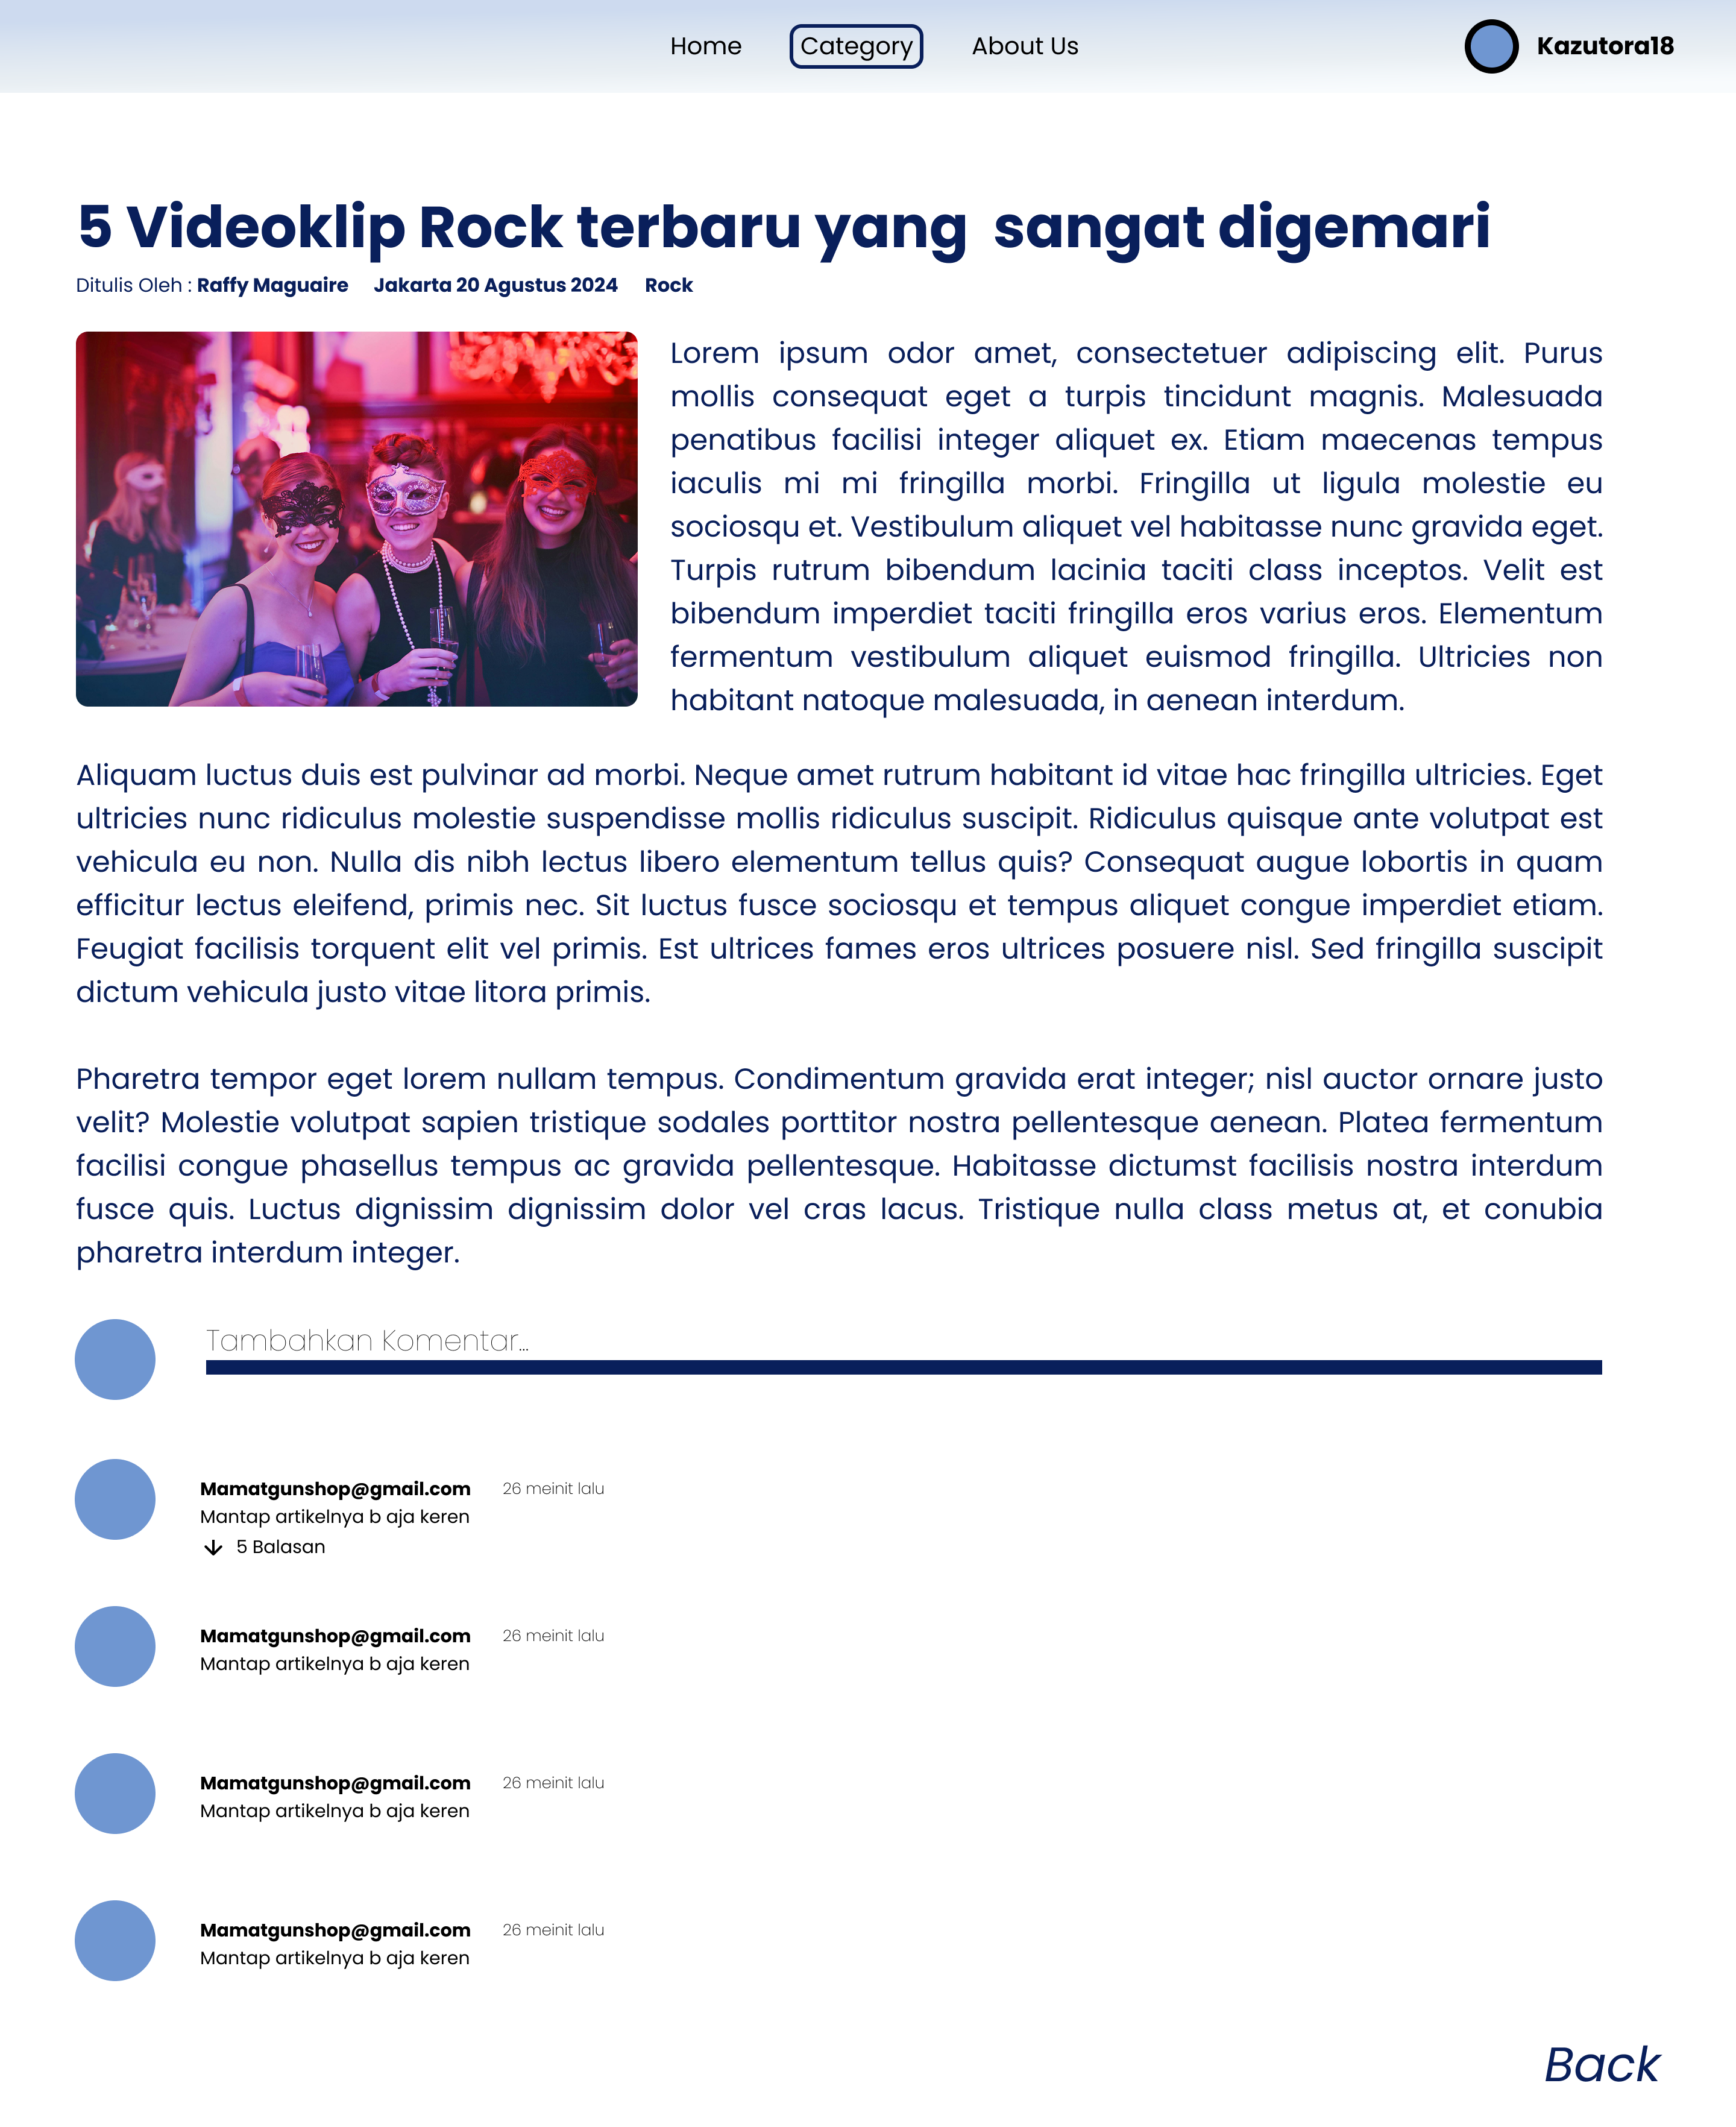 Home Category About Us Kazutora18
5 Videoklip Rock terbaru yang sangat digemari
Ditulis Oleh : Raffy Maguaire Jakarta 20 Agustus 2024 Rock
Lorem ipsum odor amet, consectetuer adipiscing elit. Purus
mollis consequat eget a turpis tincidunt magnis. Malesuada
penatibus facilisi integer aliquet ex. Etiam maecenas tempus
iaculis mi mi fringilla morbi. Fringilla ut ligula molestie eu
sociosqu et. Vestibulum aliquet vel habitasse nunc gravida eget.
Turpis rutrum bibendum lacinia taciti class inceptos. Velit est
bibendum imperdiet taciti fringilla eros varius eros. Elementum
fermentum vestibulum aliquet euismod fringilla. Ultricies non
habitant natoque malesuada, in aenean interdum.
Aliquam luctus duis est pulvinar ad morbi. Neque amet rutrum habitant id vitae hac fringilla ultricies. Eget
ultricies nunc ridiculus molestie suspendisse mollis ridiculus suscipit. Ridiculus quisque ante volutpat est
vehicula eu non. Nulla dis nibh lectus libero elementum tellus quis? Consequat augue lobortis in quam
efficitur lectus eleifend, primis nec. Sit luctus fusce sociosqu et tempus aliquet congue imperdiet etiam.
Feugiat facilisis torquent elit vel primis. Est ultrices fames eros ultrices posuere nisl. Sed fringilla suscipit
dictum vehicula justo vitae litora primis.
Pharetra tempor eget lorem nullam tempus. Condimentum gravida erat integer; nisl auctor ornare justo
velit? Molestie volutpat sapien tristique sodales porttitor nostra pellentesque aenean. Platea fermentum
facilisi congue phasellus tempus ac gravida pellentesque. Habitasse dictumst facilisis nostra interdum
fusce quis. Luctus dignissim dignissim dolor vel cras lacus. Tristique nulla class metus at, et conubia
pharetra interdum integer.
Tambahkan Komentar...
Mamatgunshop@gmail.com 26 meinit lalu
Mantap artikelnya b aja keren
5 Balasan
Mamatgunshop@gmail.com 26 meinit lalu
Mantap artikelnya b aja keren
Mamatgunshop@gmail.com 26 meinit lalu
Mantap artikelnya b aja keren
Mamatgunshop@gmail.com 26 meinit lalu
Mantap artikelnya b aja keren
Back